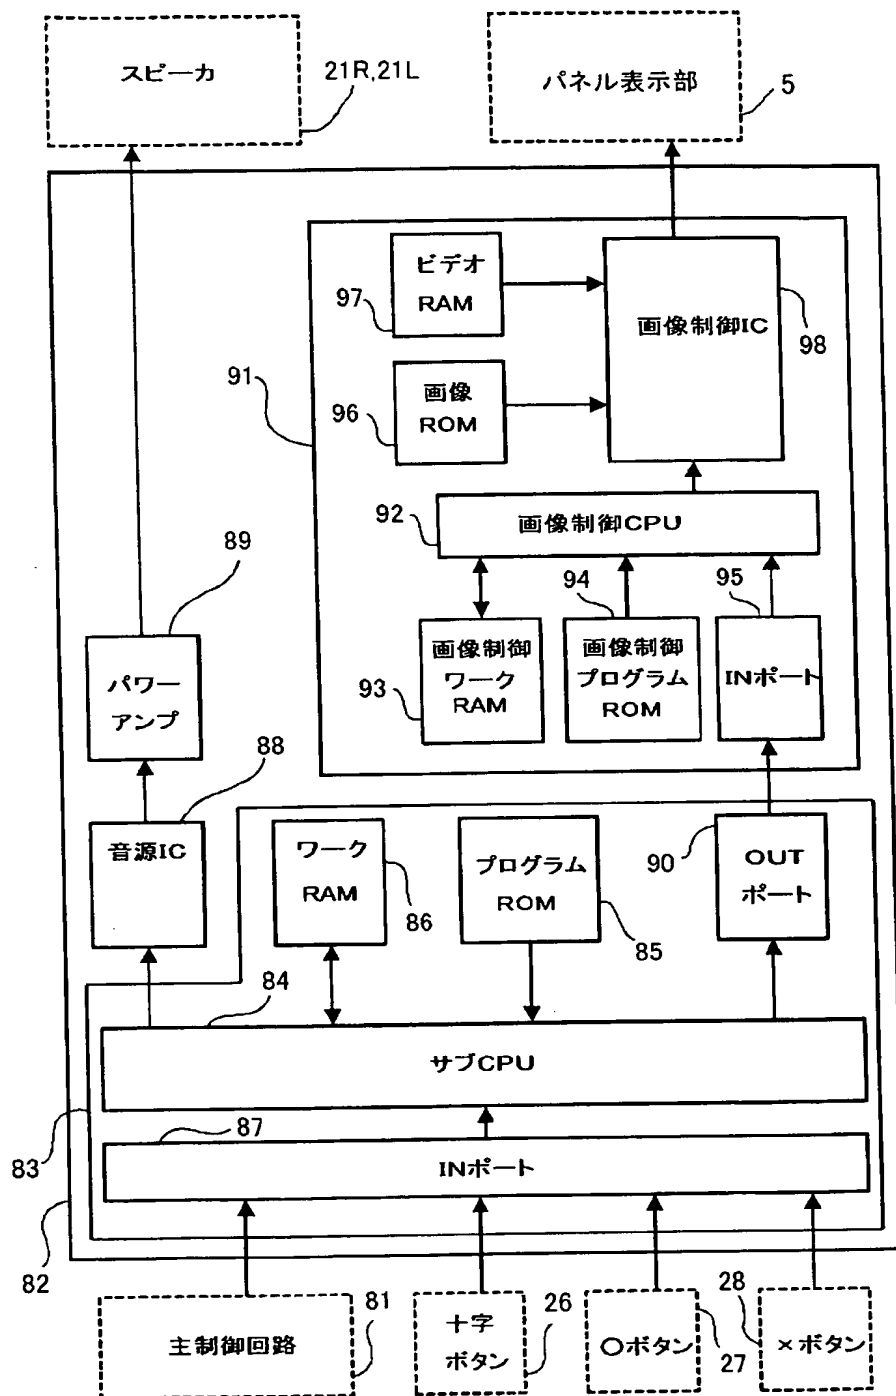 スピーカ
21R,21L
パネル表示部
5
ビデオ
RAM
97
画像制御IC
98
91
画像
ROM
96
92
画像制御CPU
89
94
95
パワー
アンプ
画像制御
ワーク
RAM
93
画像制御
プログラム
ROM
INポート
88
音源IC
ワーク
RAM
86
プログラム
ROM
85
90
OUT
ポート
84
サブCPU
87
83
INポート
82
主制御回路
81
十字
ボタン
26
〇ボタン
27
28
×ボタン